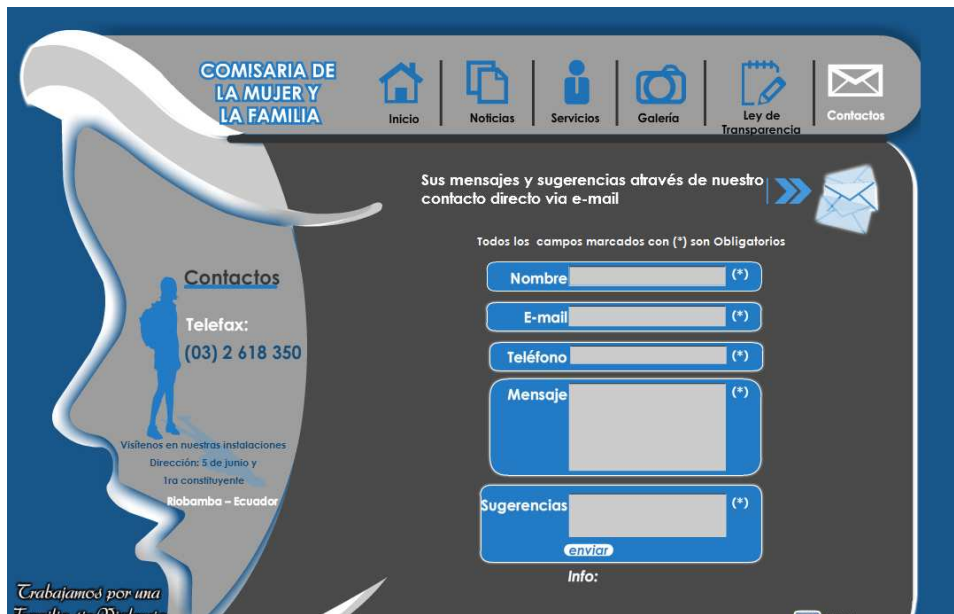 COMISARIA DE
LA MUJER Y
LA FAMILIA
Inicio
Noticias
Servicios
Galería
Ley de
Transparencia
Contactos
Sus mensajes y sugerencias através de nuestro
contacto directo via e-mail
Todos los campos marcados con (*) son Obligatorios
Nombre (*)
E-mail (*)
Teléfono (*)
Mensaje (*)
Sugerencias (*)
enviar
Info:
Contactos
Telefax:
(03) 2 618 350
Visítenos en nuestras instalaciones
Dirección: 5 de junio y
1ra constituyente
Riobamba – Ecuador
Trabajamos por una